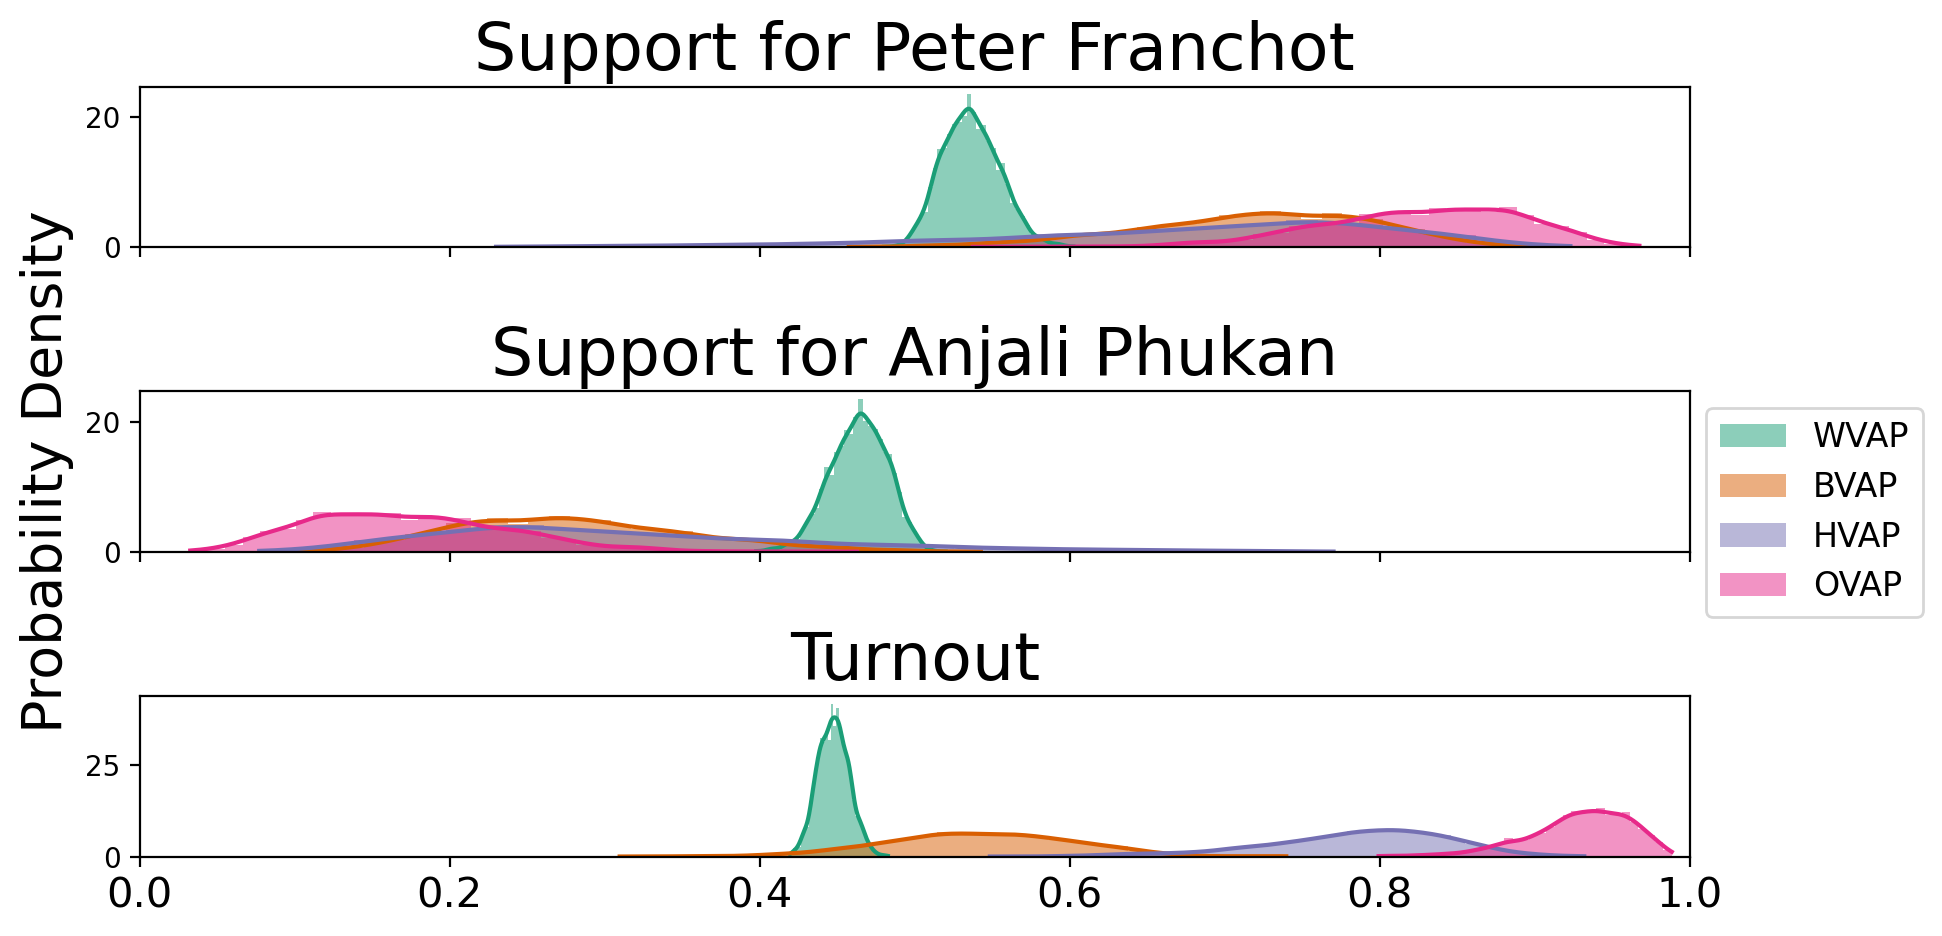 Support for Peter Franchot
20
0
Support for Anjali Phukan
20
0
Turnout
25
0
0.0 0.2 0.4 0.6 0.8 1.0
Probability Density
WVAP
BVAP
HVAP
OVAP